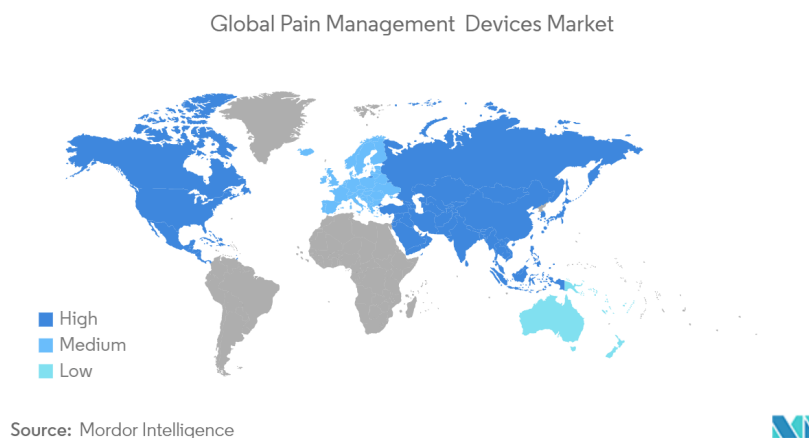 Global Pain Management Devices Market
High
Medium
Low
Source: Mordor Intelligence